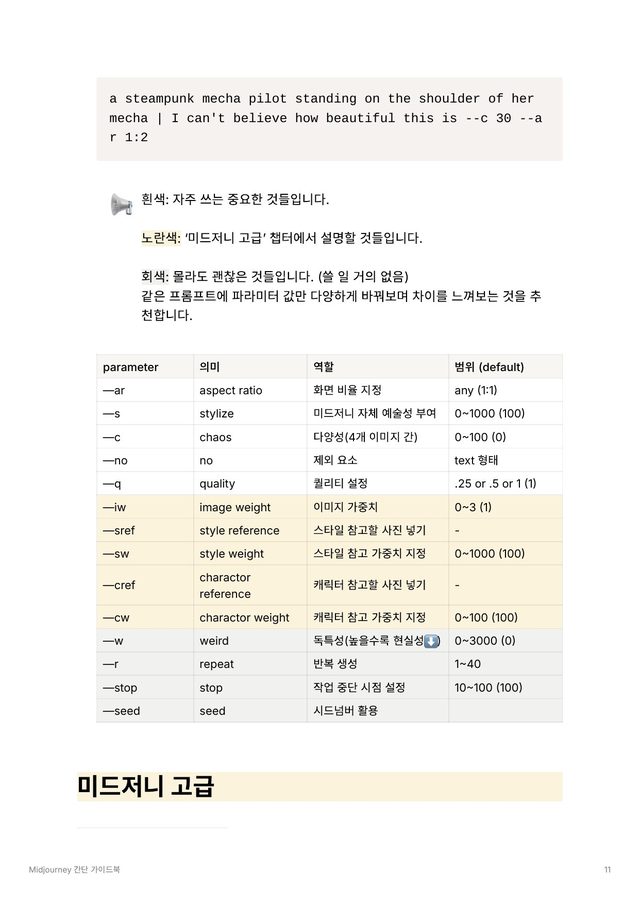 a steampunk mecha pilot standing on the shoulder of her
mecha | I can't believe how beautiful this is --c 30 --a
r 1:2
흰색: 자주 쓰는 중요한 것들입니다.
노란색: ‘미드저니 고급’ 챕터에서 설명할 것들입니다.
회색: 몰라도 괜찮은 것들입니다. (쓸 일 거의 없음)
같은 프롬프트에 파라미터 값만 다양하게 바꿔보며 차이를 느껴보는 것을 추
천합니다.
parameter 의미 역할 범위 (default)
—ar aspect ratio 화면 비율 지정 any (1:1)
—s stylize 미드저니 자체 예술성 부여 0~1000 (100)
—c chaos 다양성(4개 이미지 간) 0~100 (0)
—no no 제외 요소 text 형태
—q quality 퀄리티 설정 .25 or .5 or 1 (1)
—iw image weight 이미지 가중치 0~3 (1)
—sref style reference 스타일 참고할 사진 넣기 -
—sw style weight 스타일 참고 가중치 지정 0~1000 (100)
—cref charactor reference 캐릭터 참고할 사진 넣기 -
—cw charactor weight 캐릭터 참고 가중치 지정 0~100 (100)
—w weird 독특성(높을수록 현실성⬇️) 0~3000 (0)
—r repeat 반복 생성 1~40
—stop stop 작업 중단 시점 설정 10~100 (100)
—seed seed 시드넘버 활용
미드저니 고급
Midjourney 간단 가이드북 11